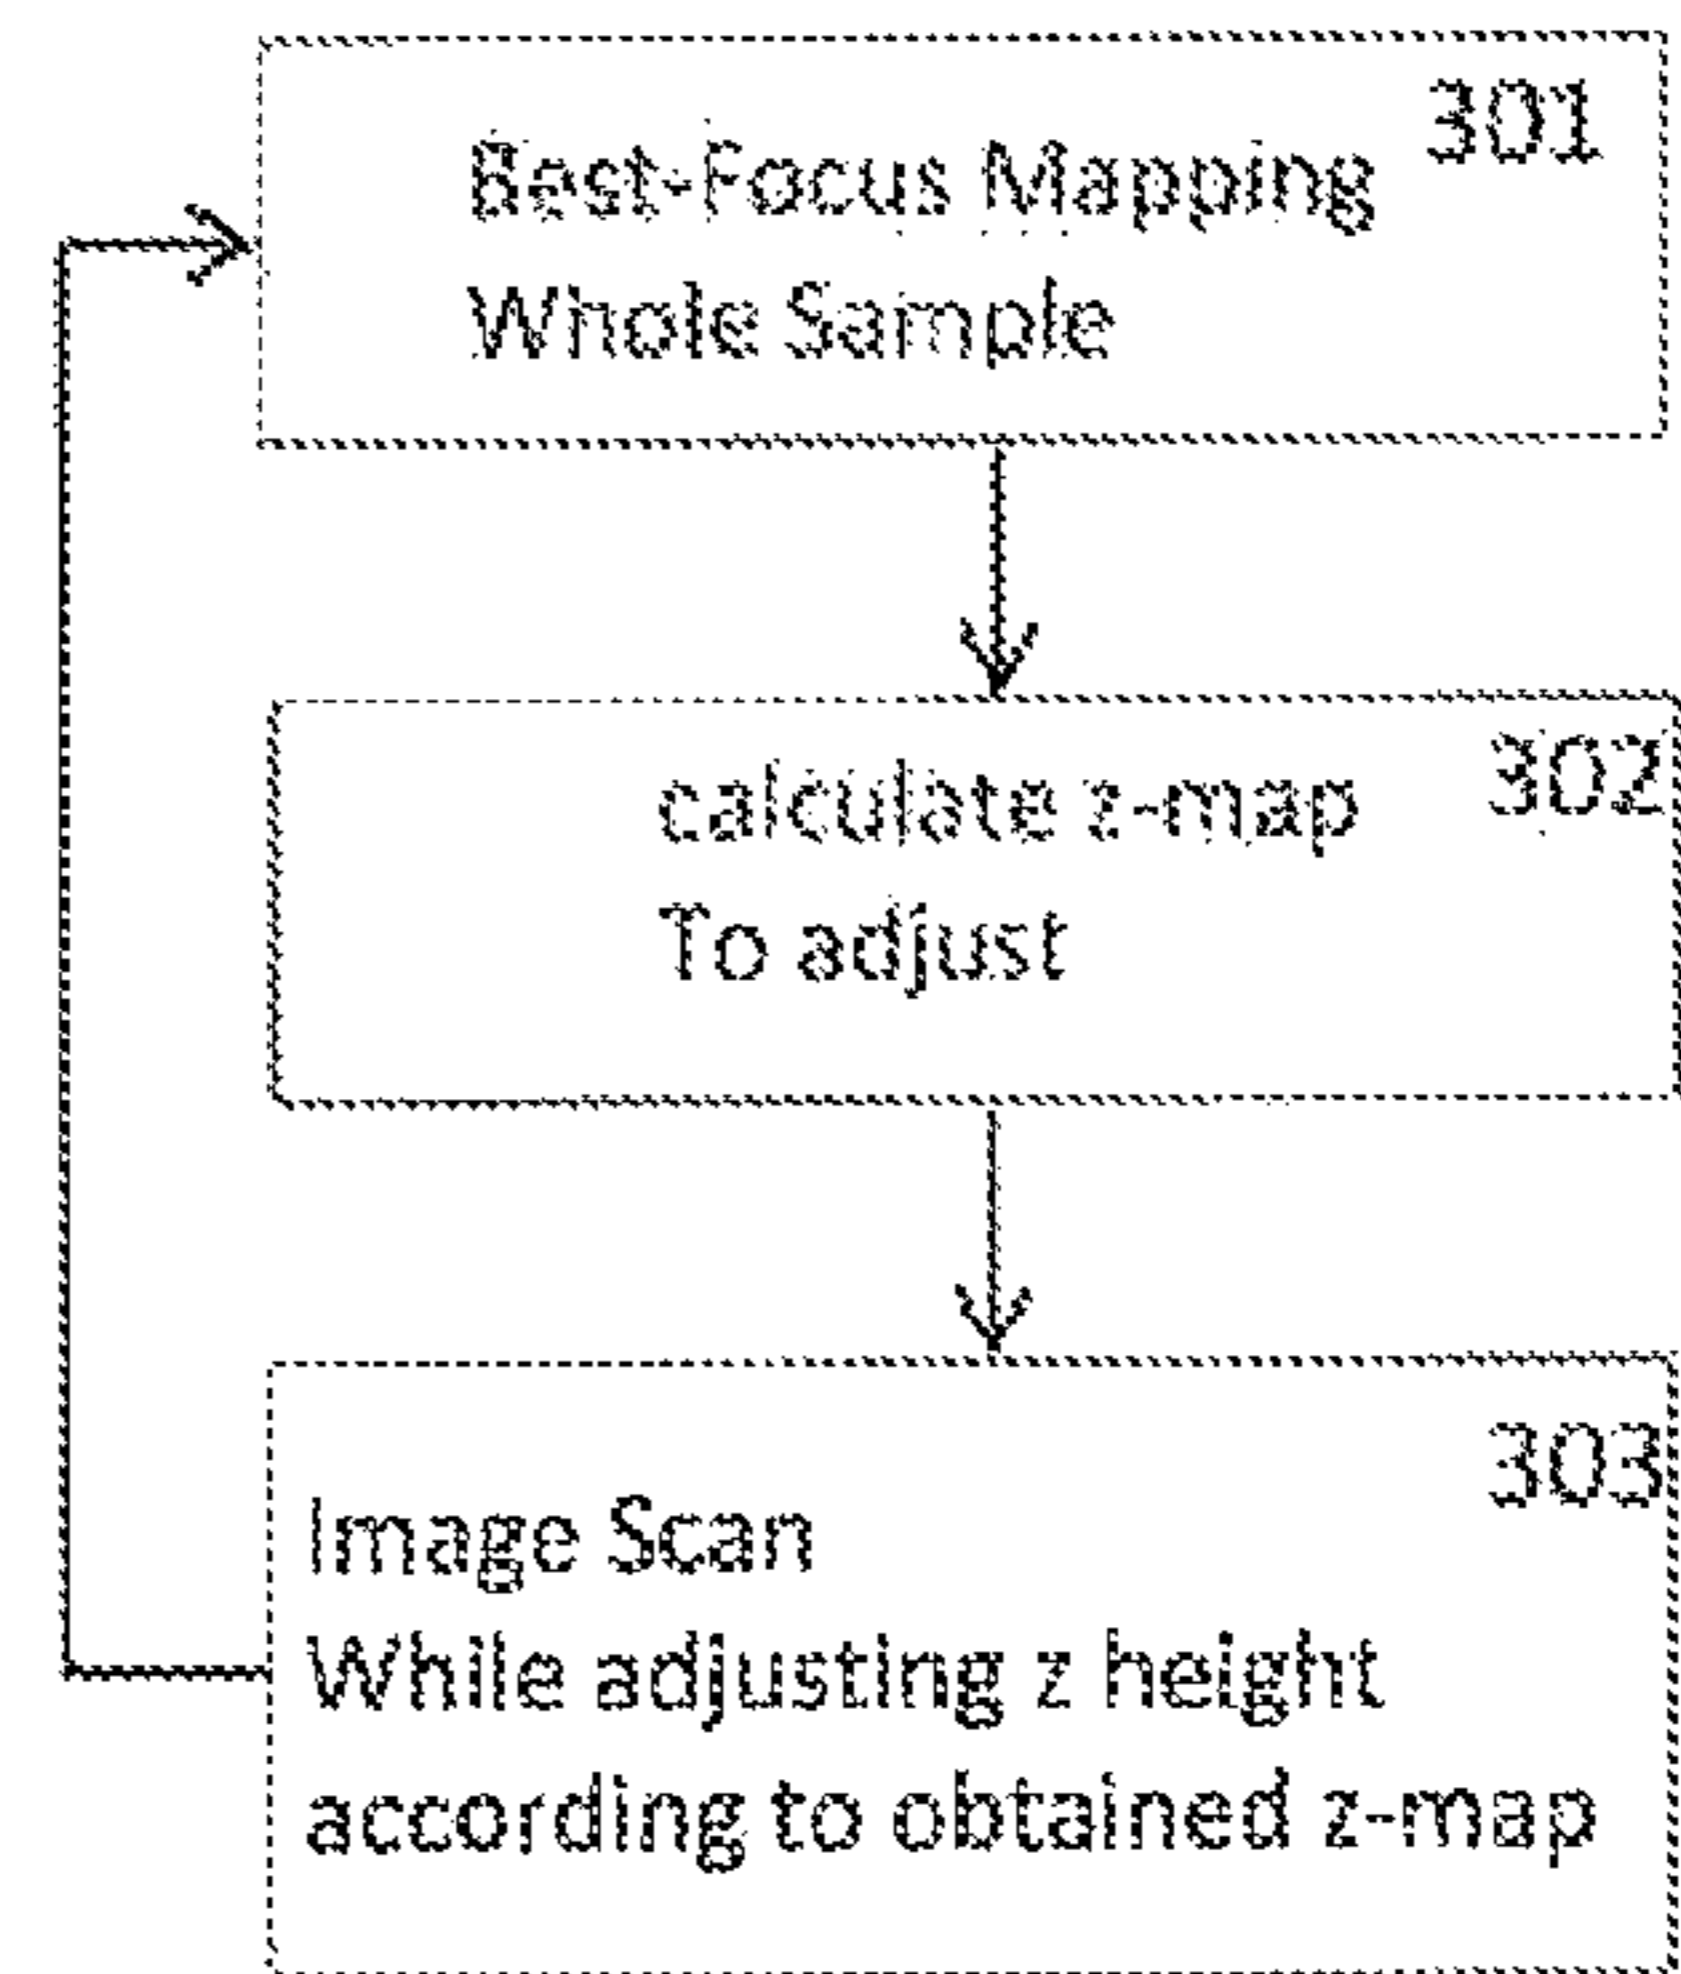 301
Best-Focus Mapping
Whole Sample
302
calculate z-map
To adjust
303
Image Scan
While adjusting z height
according to obtained z-map